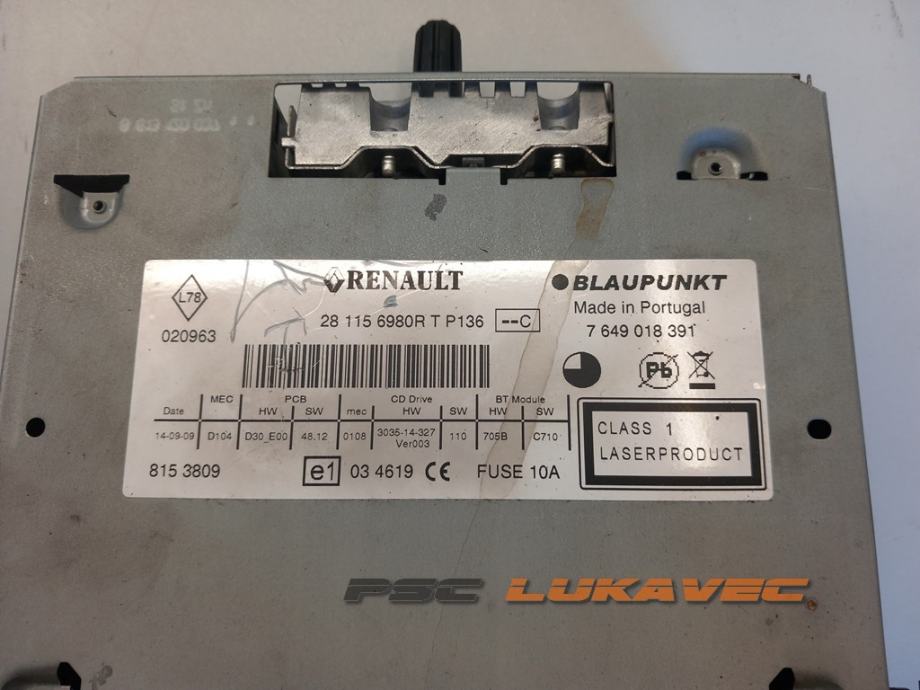 RENAULT
BLAUPUNKT
L78
28 115 6980R T P136 --C
Made in Portugal
020963
7 649 018 391
Pb
MEC PCB CD Drive BT Module
Date HW SW mec HW SW HW SW
14-09-09 D104 D30_E00 48.12 0108 3035-14-327 Ver003 110 705B C710
CLASS 1
LASERPRODUCT
815 3809 e1 03 4619 CE FUSE 10A
PSC LUKAVEC